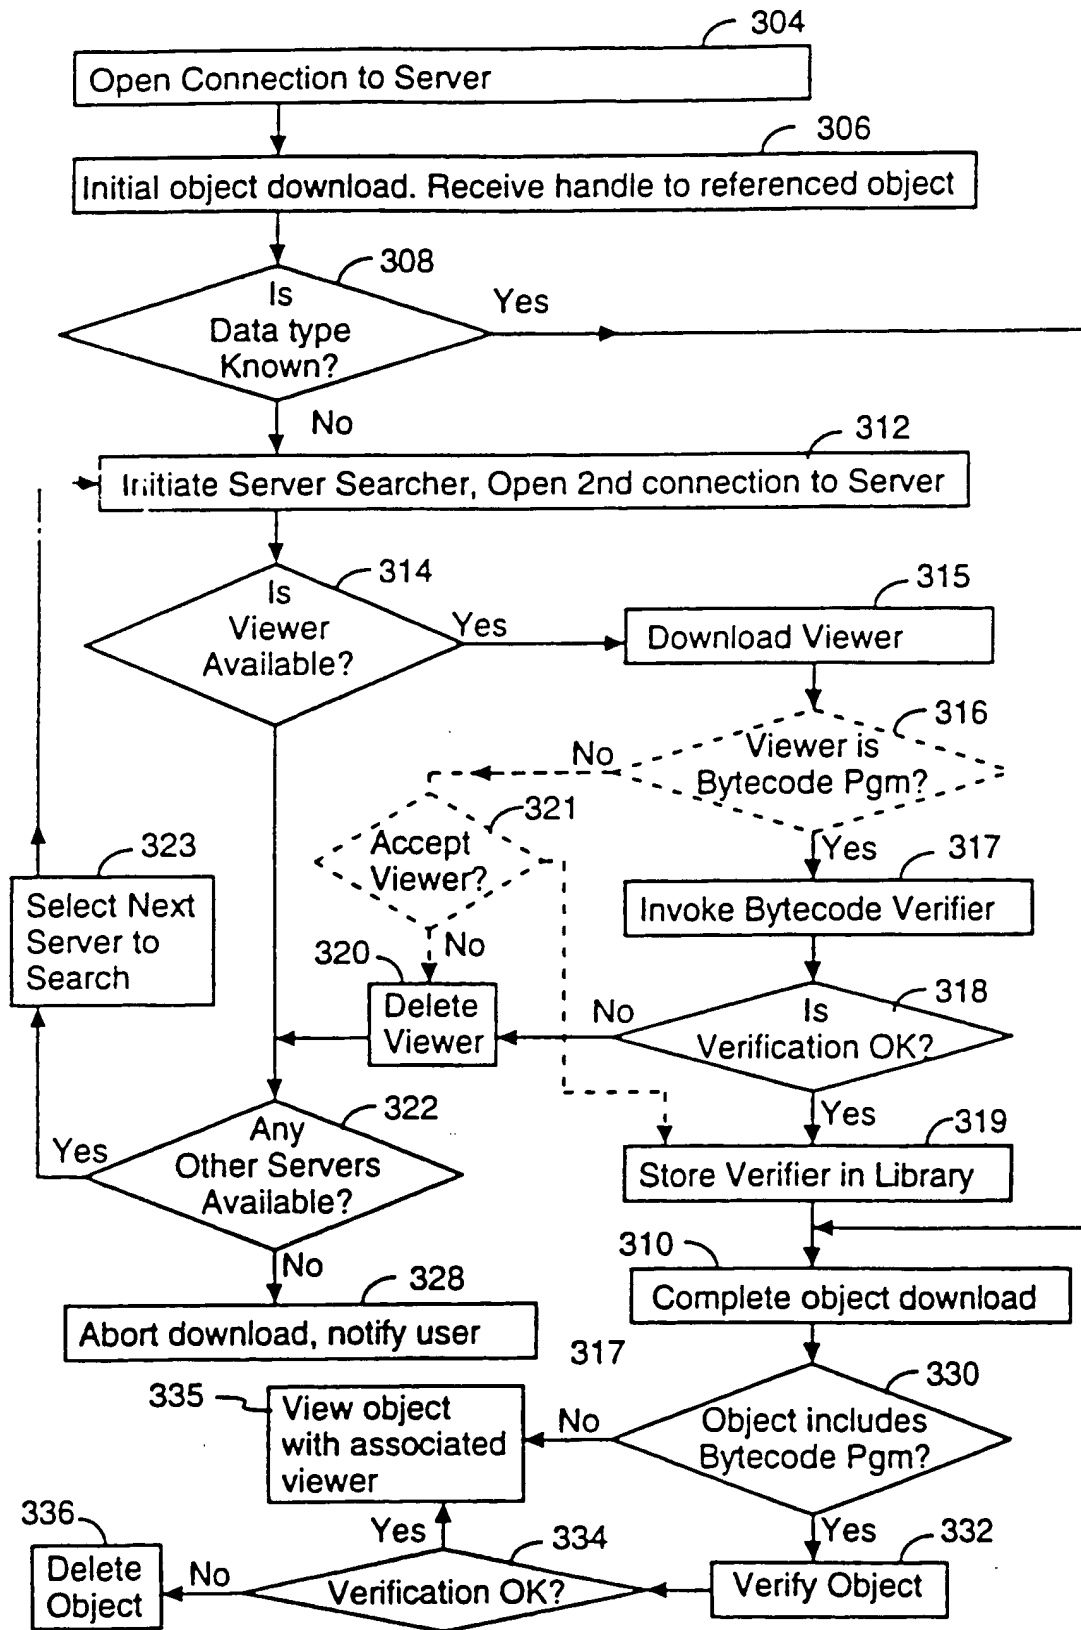 304
Open Connection to Server
306
Initial object download. Receive handle to referenced object
308
Is
Data type
Known?
Yes
No
312
Initiate Server Searcher, Open 2nd connection to Server
314
Is
Viewer
Available?
Yes
315
Download Viewer
316
Viewer is
Bytecode Pgm?
No
Yes
321
Accept
Viewer?
No
323
Select Next
Server to
Search
317
Invoke Bytecode Verifier
320
Delete
Viewer
No
318
Is
Verification OK?
Yes
322
Any
Other Servers
Available?
Yes
No
319
Store Verifier in Library
310
Complete object download
328
Abort download, notify user
317
330
Object includes
Bytecode Pgm?
No
Yes
335
View object
with associated
viewer
336
Delete
Object
No
Yes
334
Verification OK?
332
Verify Object